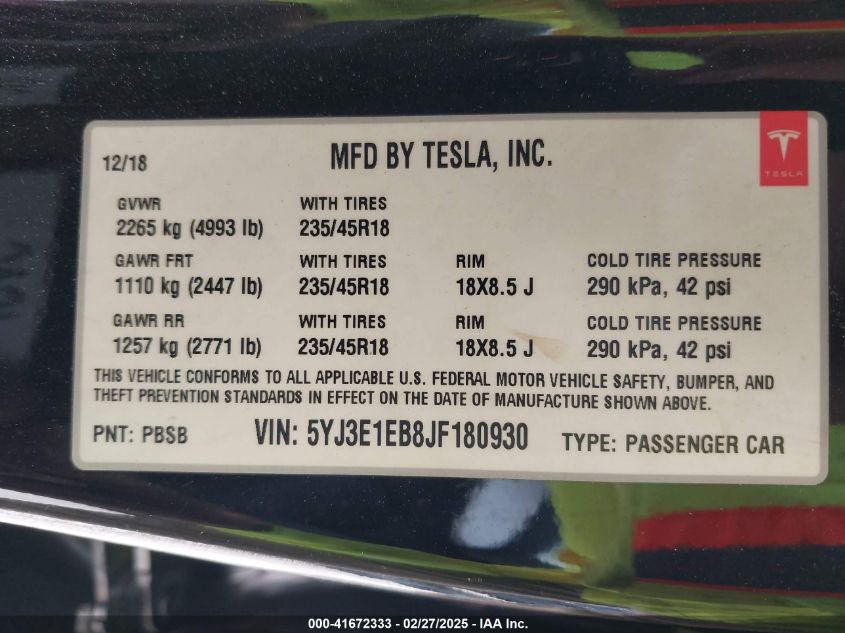 12/18
MFD BY TESLA, INC.
TESLA
GVWR WITH TIRES
2265 kg (4993 lb) 235/45R18
GAWR FRT WITH TIRES RIM COLD TIRE PRESSURE
1110 kg (2447 lb) 235/45R18 18X8.5 J 290 kPa, 42 psi
GAWR RR WITH TIRES RIM COLD TIRE PRESSURE
1257 kg (2771 lb) 235/45R18 18X8.5 J 290 kPa, 42 psi
THIS VEHICLE CONFORMS TO ALL APPLICABLE U.S. FEDERAL MOTOR VEHICLE SAFETY, BUMPER, AND
THEFT PREVENTION STANDARDS IN EFFECT ON THE DATE OF MANUFACTURE SHOWN ABOVE.
PNT: PBSB VIN: 5YJ3E1EB8JF180930 TYPE: PASSENGER CAR
000-41672333 - 02/27/2025 - IAA Inc.